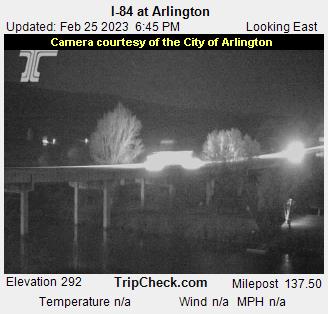 I-84 at Arlington
Updated: Feb 25 2023 6:45 PM Looking East
Camera courtesy of the City of Arlington
Elevation 292 TripCheck.com Milepost 137.50
Temperature n/a Wind n/a MPH n/a